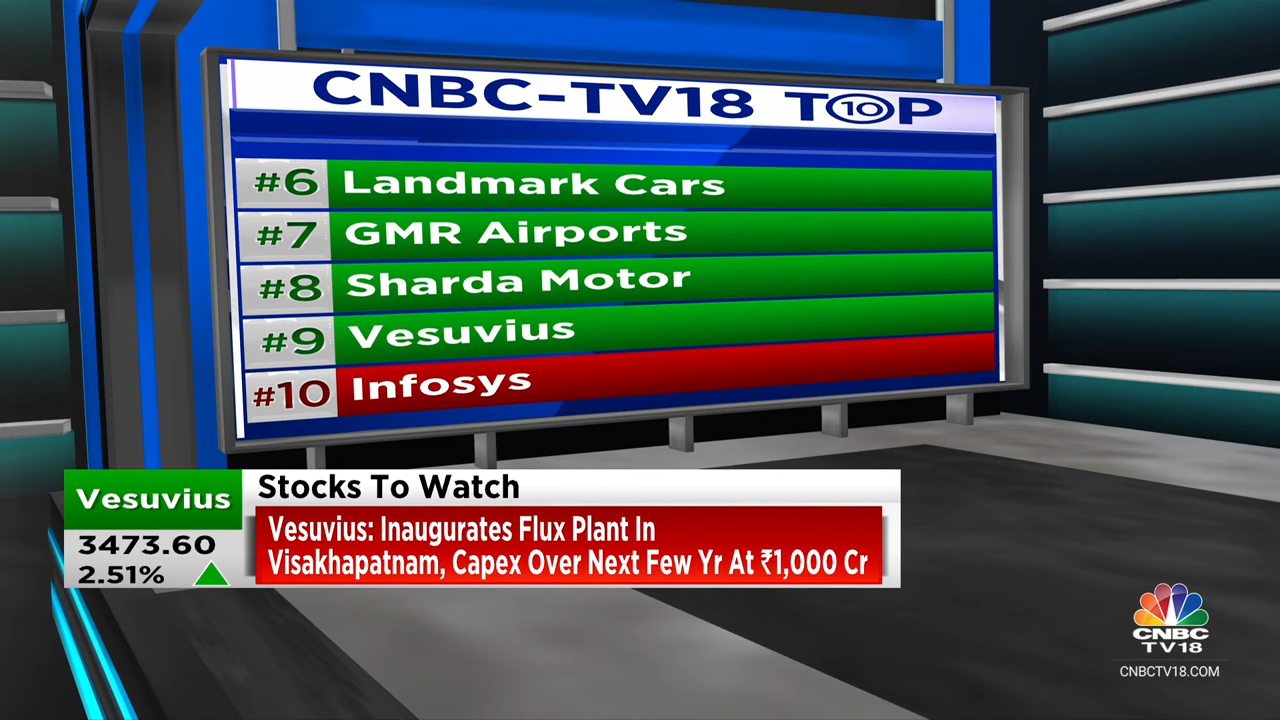 CNBC-TV18 TOP 10
#6 Landmark Cars
#7 GMR Airports
#8 Sharda Motor
#9 Vesuvius
#10 Infosys
Vesuvius
3473.60
2.51%
Stocks To Watch
Vesuvius: Inaugurates Flux Plant In
Visakhapatnam, Capex Over Next Few Yr At ₹1,000 Cr
CNBC
TV18
CNBCTV18.COM